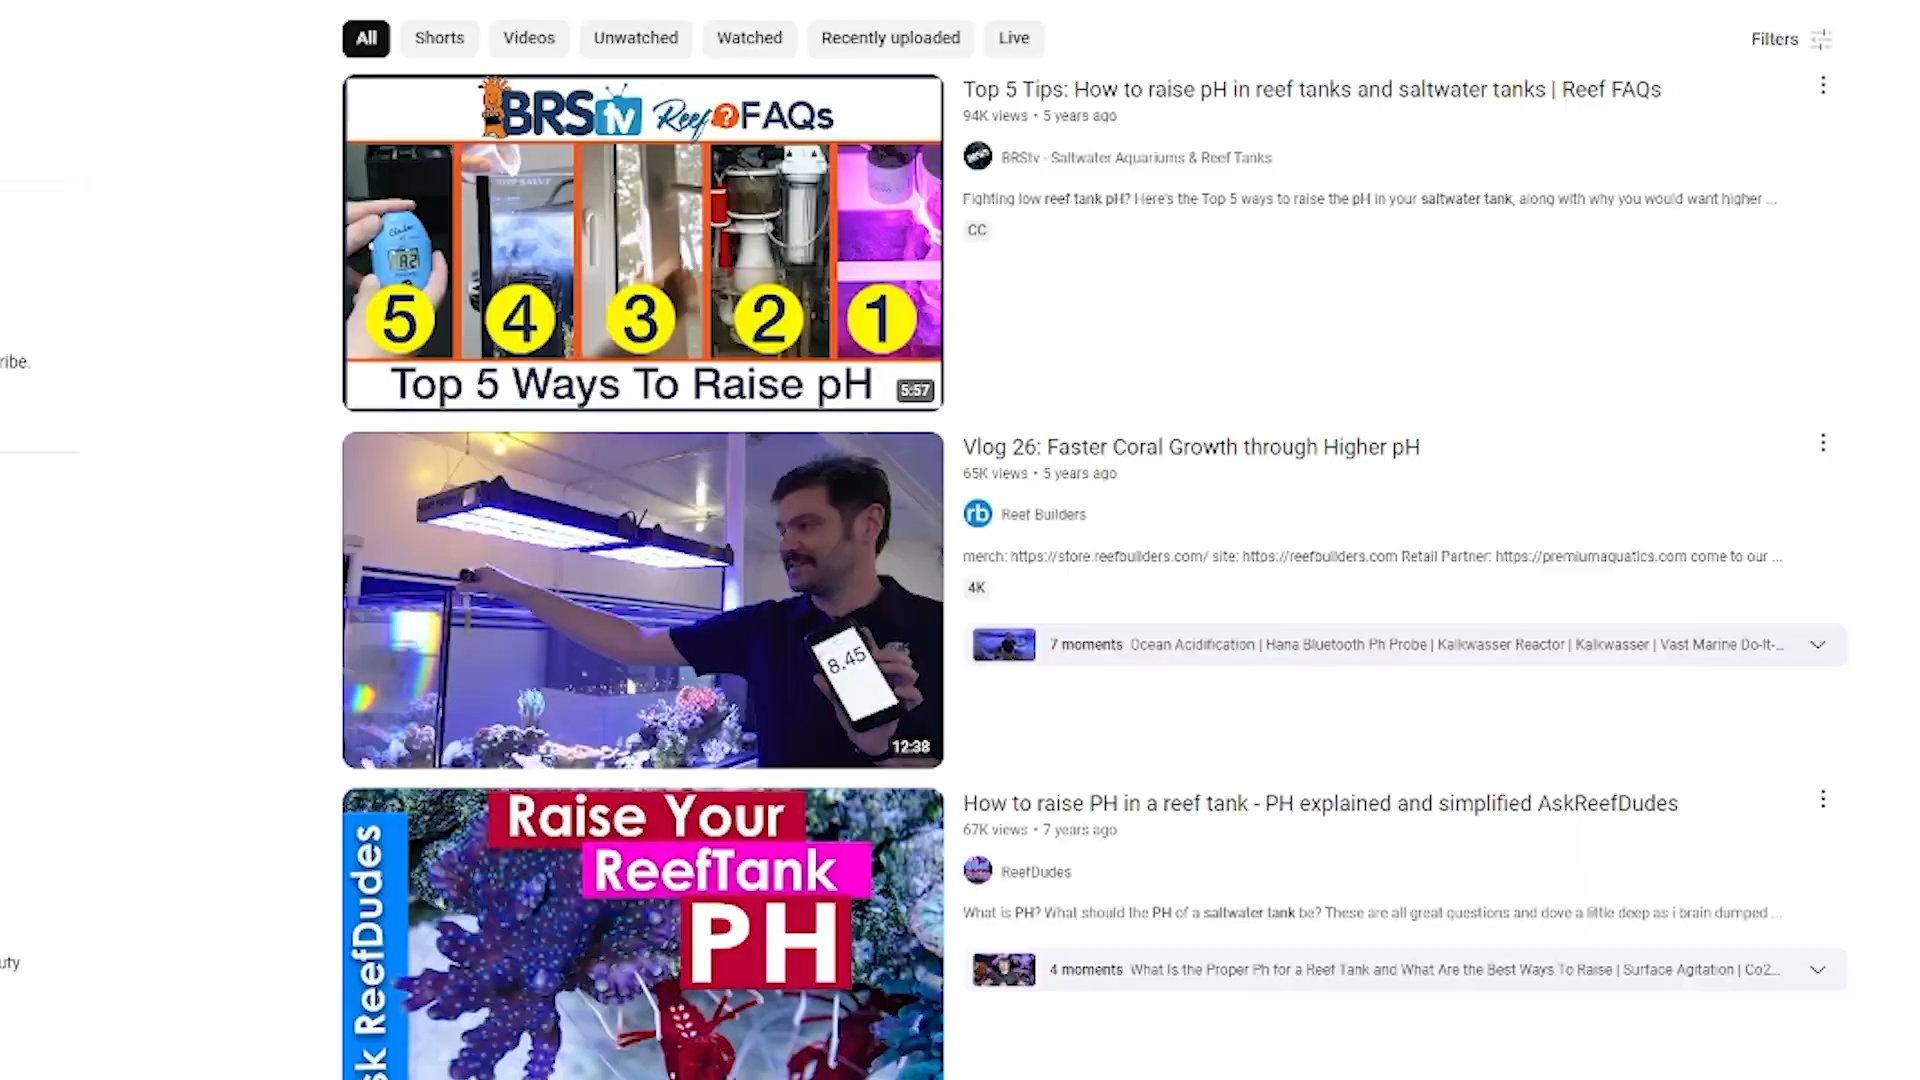 All
Shorts
Videos
Unwatched
Watched
Recently uploaded
Live
Filters
BRStv Reef ? FAQs
8.2
5
4
3
2
1
Top 5 Ways To Raise pH
5:57
Top 5 Tips: How to raise pH in reef tanks and saltwater tanks | Reef FAQs
94K views • 5 years ago
BRStv - Saltwater Aquariums & Reef Tanks
Fighting low reef tank pH? Here's the Top 5 ways to raise the pH in your saltwater tank, along with why you would want higher ...
CC
ribe.
8.45
12:38
Vlog 26: Faster Coral Growth through Higher pH
65K views • 5 years ago
rb
Reef Builders
merch: https://store.reefbuilders.com/ site: https://reefbuilders.com Retail Partner: https://premiumaquatics.com come to our ...
4K
7 moments Ocean Acidification | Hana Bluetooth Ph Probe | Kalkwasser Reactor | Kalkwasser | Vast Marine Do-It-...
uty
sk ReefDudes
Raise Your
ReefTank
PH
How to raise PH in a reef tank - PH explained and simplified AskReefDudes
67K views • 7 years ago
ReefDudes
What is PH? What should the PH of a saltwater tank be? These are all great questions and dove a little deep as i brain dumped ...
4 moments What Is the Proper Ph for a Reef Tank and What Are the Best Ways To Raise | Surface Agitation | Co2...